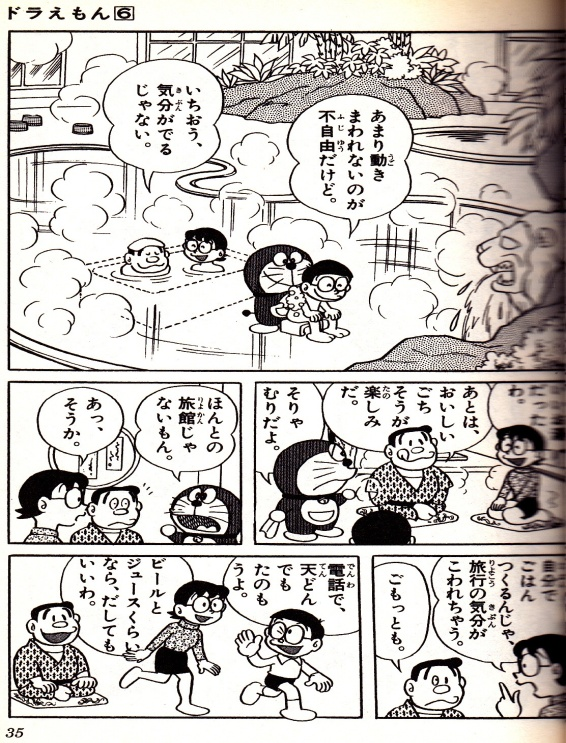 ドラえもん6
あまり動き
まわれないのが
不自由だけど。
いちおう、
気分がでる
じゃない。
だった
わ。
あとは、
おいしい
ごち
そうが
楽しみ
だ。
そりゃ
むりだよ。
ほんとの
旅館じゃ
ないもん。
あっ、
そうか。
自分で
ごはん
つくるんじゃ、
旅行の気分が
こわれちゃう。
ごもっとも。
電話で、
天どん
でも
たのも
うよ。
ビールと
ジュースくらい
なら、だしても
いいわ。
35